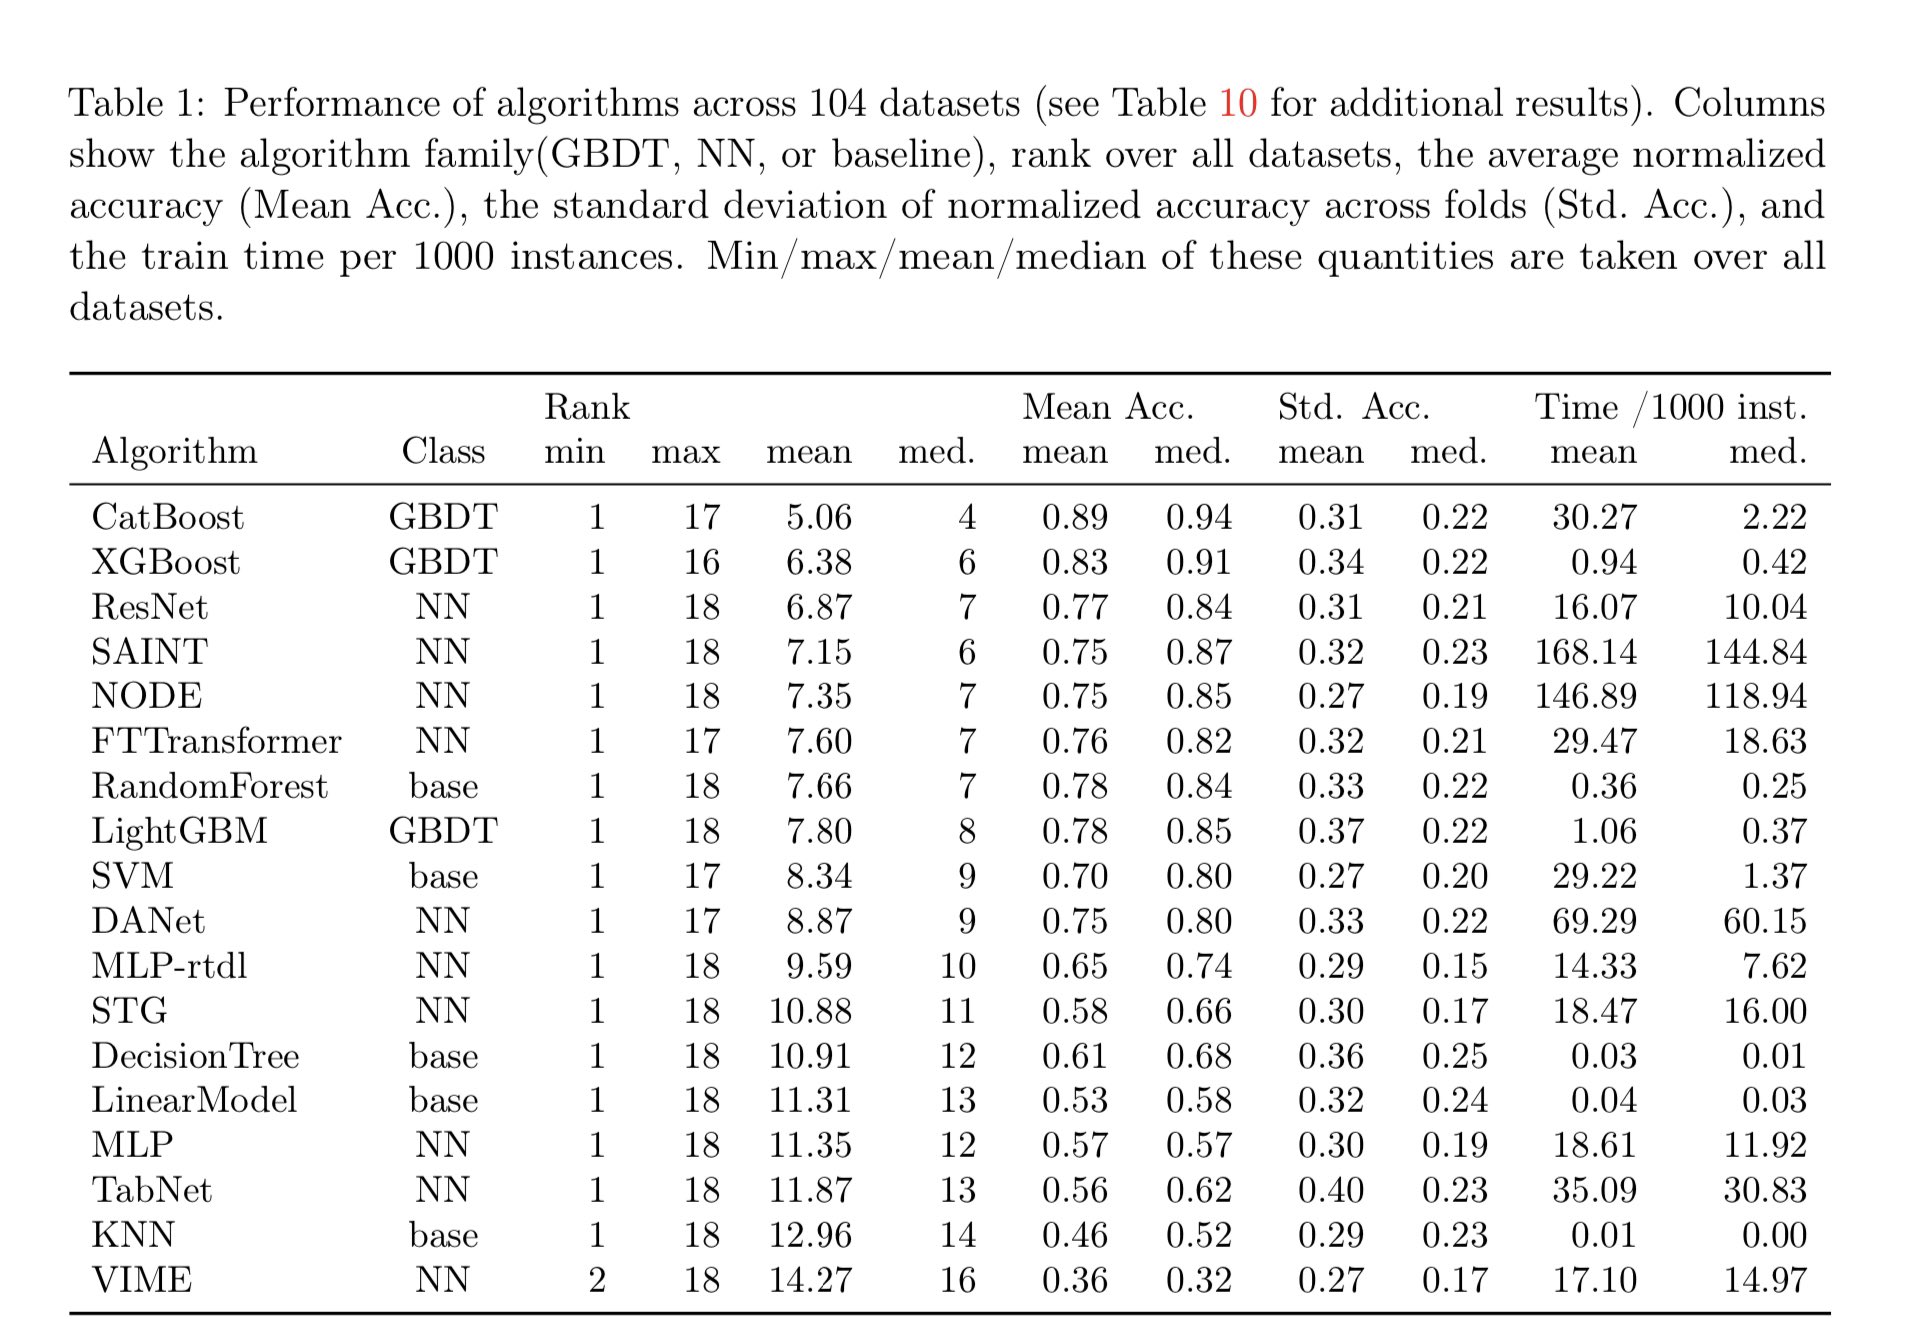 Table 1: Performance of algorithms across 104 datasets (see Table 10 for additional results). Columns
show the algorithm family(GBDT, NN, or baseline), rank over all datasets, the average normalized
accuracy (Mean Acc.), the standard deviation of normalized accuracy across folds (Std. Acc.), and
the train time per 1000 instances. Min/max/mean/median of these quantities are taken over all
datasets.
Rank Mean Acc. Std. Acc. Time /1000 inst.
Algorithm Class min max mean med. mean med. mean med. mean med.
CatBoost GBDT 1 17 5.06 4 0.89 0.94 0.31 0.22 30.27 2.22
XGBoost GBDT 1 16 6.38 6 0.83 0.91 0.34 0.22 0.94 0.42
ResNet NN 1 18 6.87 7 0.77 0.84 0.31 0.21 16.07 10.04
SAINT NN 1 18 7.15 6 0.75 0.87 0.32 0.23 168.14 144.84
NODE NN 1 18 7.35 7 0.75 0.85 0.27 0.19 146.89 118.94
FTTransformer NN 1 17 7.60 7 0.76 0.82 0.32 0.21 29.47 18.63
RandomForest base 1 18 7.66 7 0.78 0.84 0.33 0.22 0.36 0.25
LightGBM GBDT 1 18 7.80 8 0.78 0.85 0.37 0.22 1.06 0.37
SVM base 1 17 8.34 9 0.70 0.80 0.27 0.20 29.22 1.37
DANet NN 1 17 8.87 9 0.75 0.80 0.33 0.22 69.29 60.15
MLP-rtdl NN 1 18 9.59 10 0.65 0.74 0.29 0.15 14.33 7.62
STG NN 1 18 10.88 11 0.58 0.66 0.30 0.17 18.47 16.00
DecisionTree base 1 18 10.91 12 0.61 0.68 0.36 0.25 0.03 0.01
LinearModel base 1 18 11.31 13 0.53 0.58 0.32 0.24 0.04 0.03
MLP NN 1 18 11.35 12 0.57 0.57 0.30 0.19 18.61 11.92
TabNet NN 1 18 11.87 13 0.56 0.62 0.40 0.23 35.09 30.83
KNN base 1 18 12.96 14 0.46 0.52 0.29 0.23 0.01 0.00
VIME NN 2 18 14.27 16 0.36 0.32 0.27 0.17 17.10 14.97